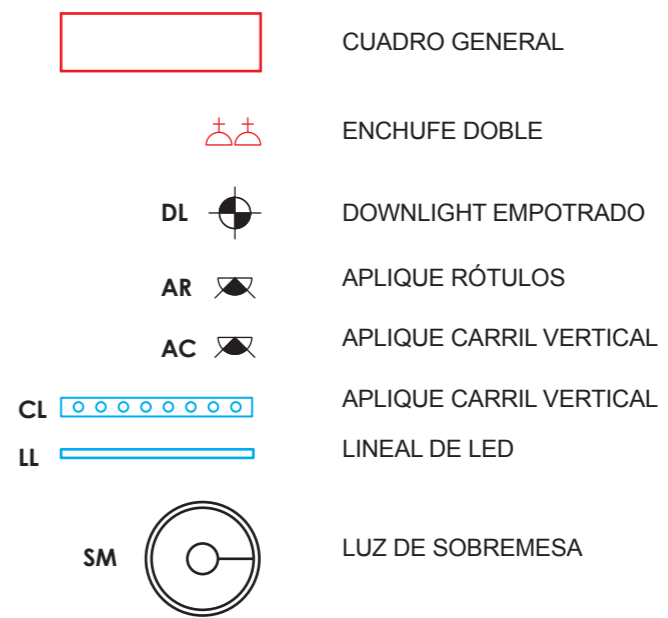 CUADRO GENERAL
ENCHUFE DOBLE
DL DOWNLIGHT EMPOTRADO
AR APLIQUE RÓTULOS
AC APLIQUE CARRIL VERTICAL
CL APLIQUE CARRIL VERTICAL
LL LINEAL DE LED
SM LUZ DE SOBREMESA